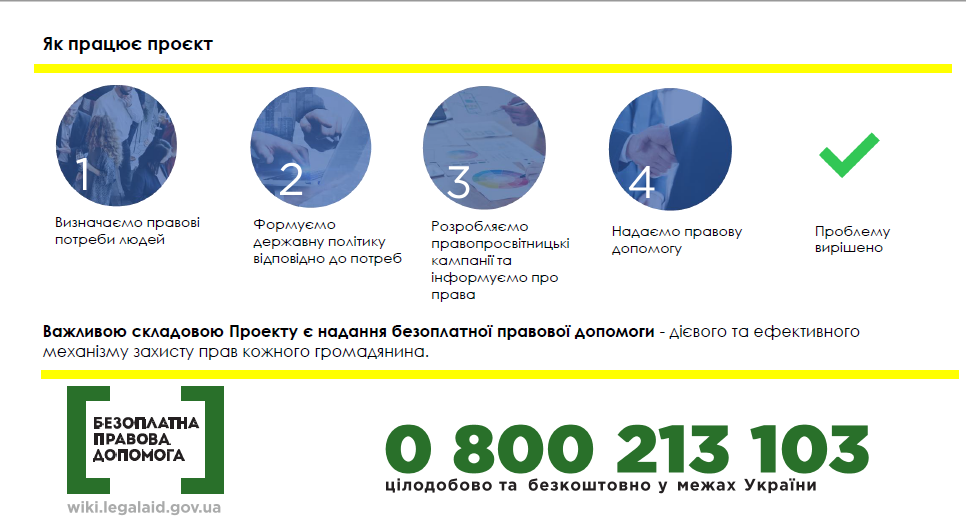 Як працює проєкт
1
2
3
4
Визначаємо правові
потреби людей
Формуємо
державну політику
відповідно до потреб
Розробляємо
правопросвітницькі
кампанії та
інформуємо про
права
Надаємо правову
допомогу
Проблему
вирішено
Важливою складовою Проекту є надання безоплатної правової допомоги - дієвого та ефективного
механізму захисту прав кожного громадянина.
БЕЗОПЛАТНА
ПРАВОВА
ДОПОМОГА
wiki.legalaid.gov.ua
0 800 213 103
цілодобово та безкоштовно у межах України